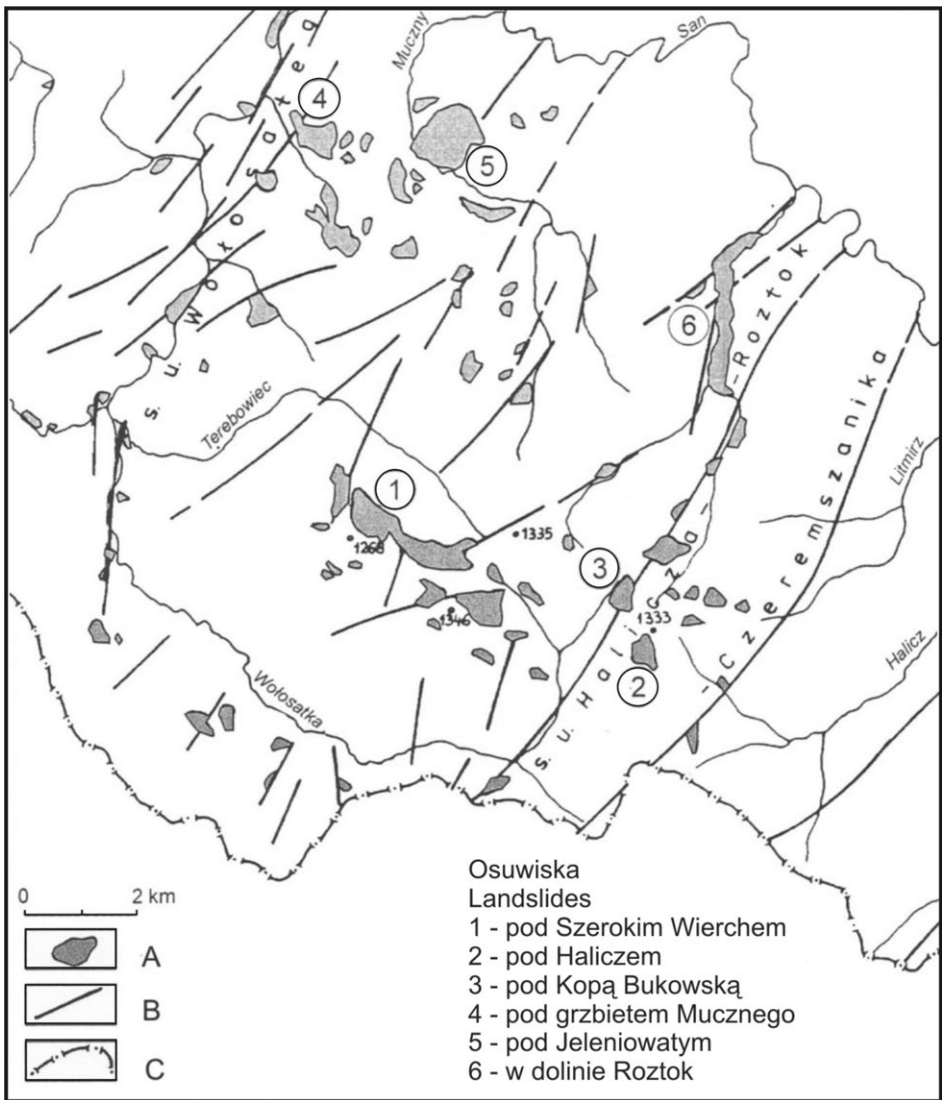 Muczny
San
4
5
s. u. Wołosatego
6
Terebowiec
1
1268
1335
3
1333
1346
2
s. u. Halicza-Roztok
-Czeremszanika
Litmirz
Halicz
Wołosatka
0 2 km
A
B
C
Osuwiska
Landslides
1 - pod Szerokim Wierchem
2 - pod Haliczem
3 - pod Kopą Bukowską
4 - pod grzbietem Mucznego
5 - pod Jeleniowatym
6 - w dolinie Roztok